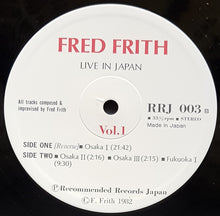 FRED FRITH
LIVE IN JAPAN
Vol.1
All tracks composed &
improvised by Fred Frith
RRJ 003 B
33⅓rpm • STEREO
Made in Japan
SIDE ONE [Reverse] • Osaka I (21:42)
SIDE TWO • Osaka II (2:16) • Osaka III (2:15) • Fukuoka I
(9:30)
Ⓟ Recommended Records Japan
© F. Frith 1982